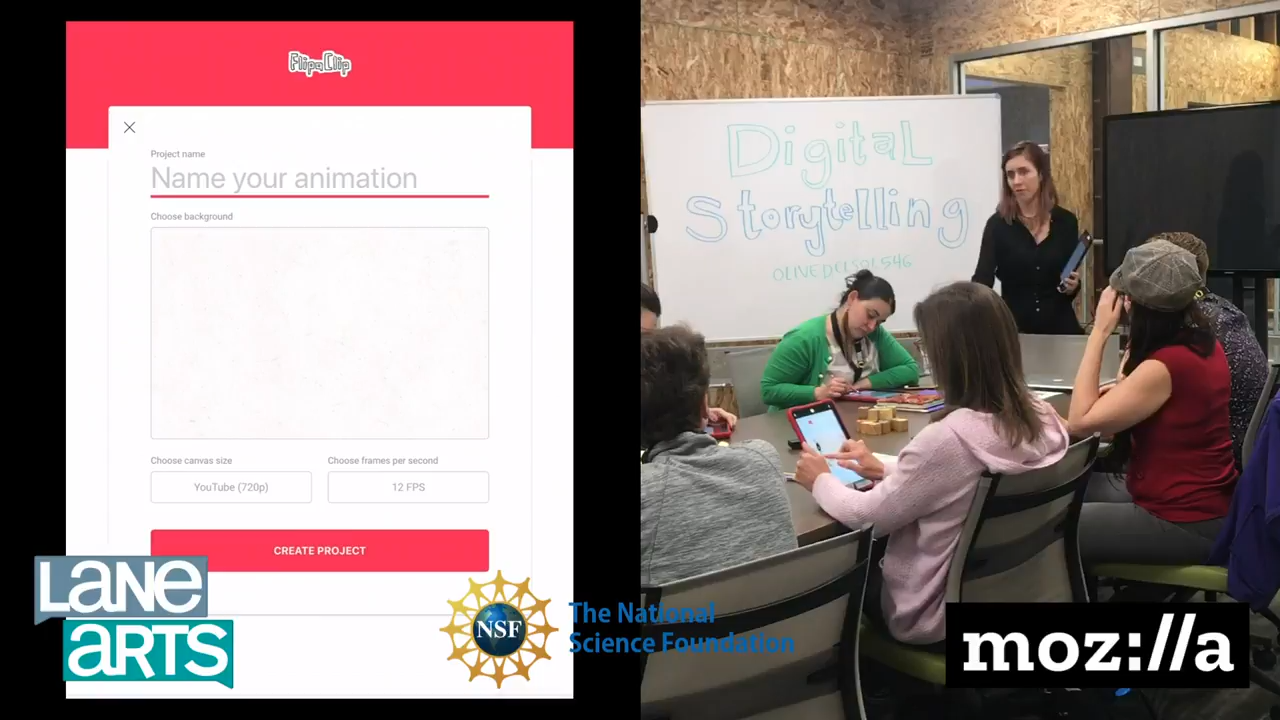 FlipaClip
Project name
Name your animation
Choose background
Choose canvas size
Choose frames per second
YouTube (720p)
12 FPS
CREATE PROJECT
Lane
arts
NSF
The National
Science Foundation
Digital
Storytelling
OLIVEDELSOL546
moz://a